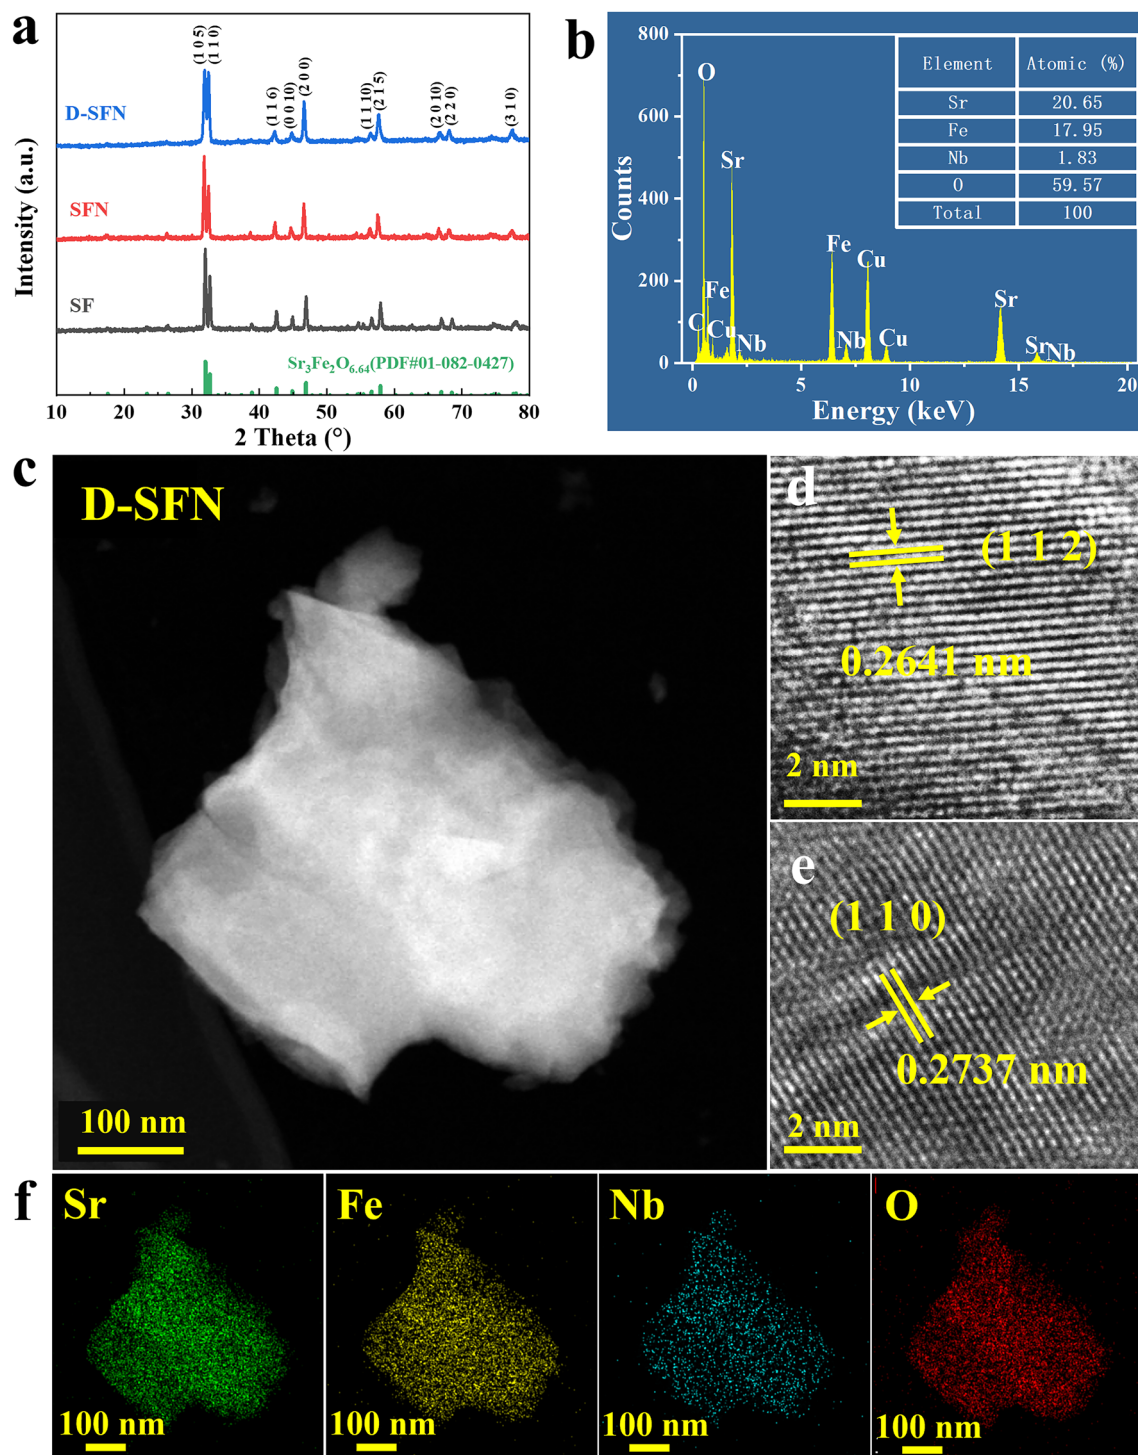 a
(1 0 5)
(1 1 0)
(1 1 6)
(0 0 10)
(2 0 0)
(1 1 10)
(2 1 5)
(2 0 10)
(2 2 0)
(3 1 0)
D-SFN
SFN
SF
Sr3Fe2O6.64(PDF#01-082-0427)
Intensity (a.u.)
10 20 30 40 50 60 70 80
2 Theta (°)
b
800
600
400
200
0
Counts
O
Sr
Fe
Cu
Fe
C
Cu
Nb
Nb
Cu
Sr
Sr
Nb
0 5 10 15 20
Energy (keV)
Element Atomic (%)
Sr 20.65
Fe 17.95
Nb 1.83
O 59.57
Total 100
c
D-SFN
100 nm
d
(1 1 2)
0.2641 nm
2 nm
e
(1 1 0)
0.2737 nm
2 nm
f
Sr
100 nm
Fe
100 nm
Nb
100 nm
O
100 nm